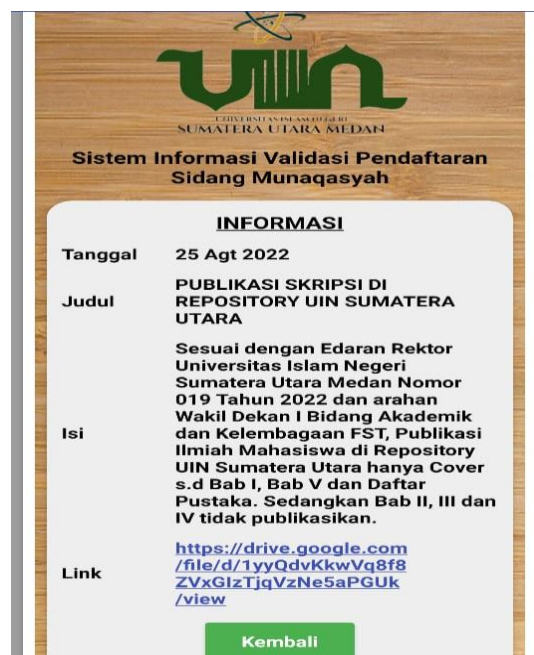 UNIVERSITAS ISLAM NEGERI
SUMATERA UTARA MEDAN
Sistem Informasi Validasi Pendaftaran
Sidang Munaqasyah
INFORMASI
Tanggal 25 Agt 2022
Judul PUBLIKASI SKRIPSI DI
REPOSITORY UIN SUMATERA
UTARA
Isi Sesuai dengan Edaran Rektor
Universitas Islam Negeri
Sumatera Utara Medan Nomor
019 Tahun 2022 dan arahan
Wakil Dekan I Bidang Akademik
dan Kelembagaan FST, Publikasi
Ilmiah Mahasiswa di Repository
UIN Sumatera Utara hanya Cover
s.d Bab I, Bab V dan Daftar
Pustaka. Sedangkan Bab II, III dan
IV tidak publikasikan.
Link https://drive.google.com
/file/d/1yyQdvKkwVq8f8
ZVxGIzTjqVzNe5aPGUk
/view
Kembali